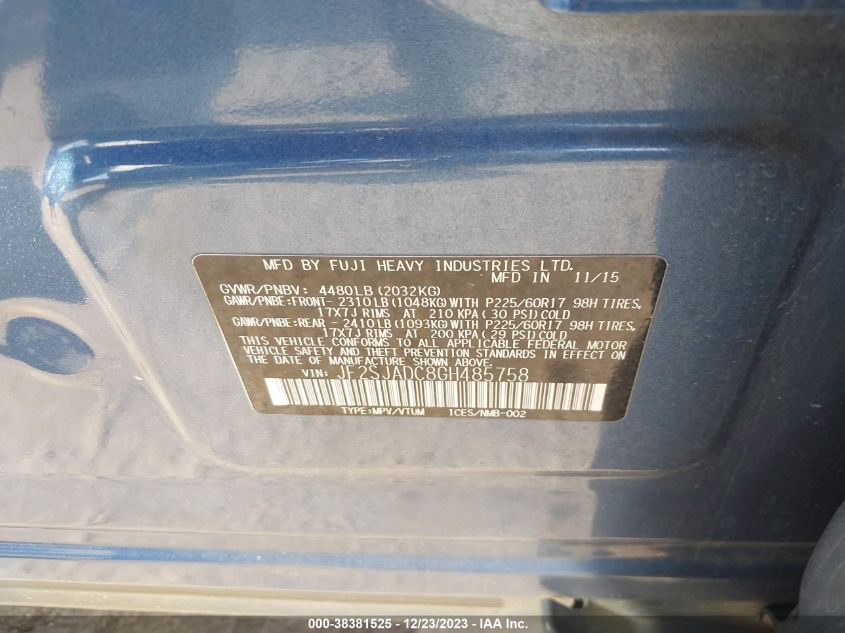 MFD BY FUJI HEAVY INDUSTRIES LTD.
MFD IN 11/15
GVWR/PNBV: 4480LB(2032KG)
GAWR/PNBE:FRONT-2310LB(1048KG)WITH P225/60R17 98H TIRES,
17X7J RIMS AT 210 KPA(30 PSI)COLD
GAWR/PNBE:REAR -2410LB(1093KG)WITH P225/60R17 98H TIRES,
17X7J RIMS AT 200 KPA(29 PSI)COLD
THIS VEHICLE CONFORMS TO ALL APPLICABLE FEDERAL MOTOR
VEHICLE SAFETY AND THEFT PREVENTION STANDARDS IN EFFECT ON
THE DATE OF MANUFACTURE SHOWN ABOVE.
VIN: JF2SJADC8GH485758
TYPE:MPV/VTUM ICES/NMB-002
000-38381525 - 12/23/2023 - IAA Inc.